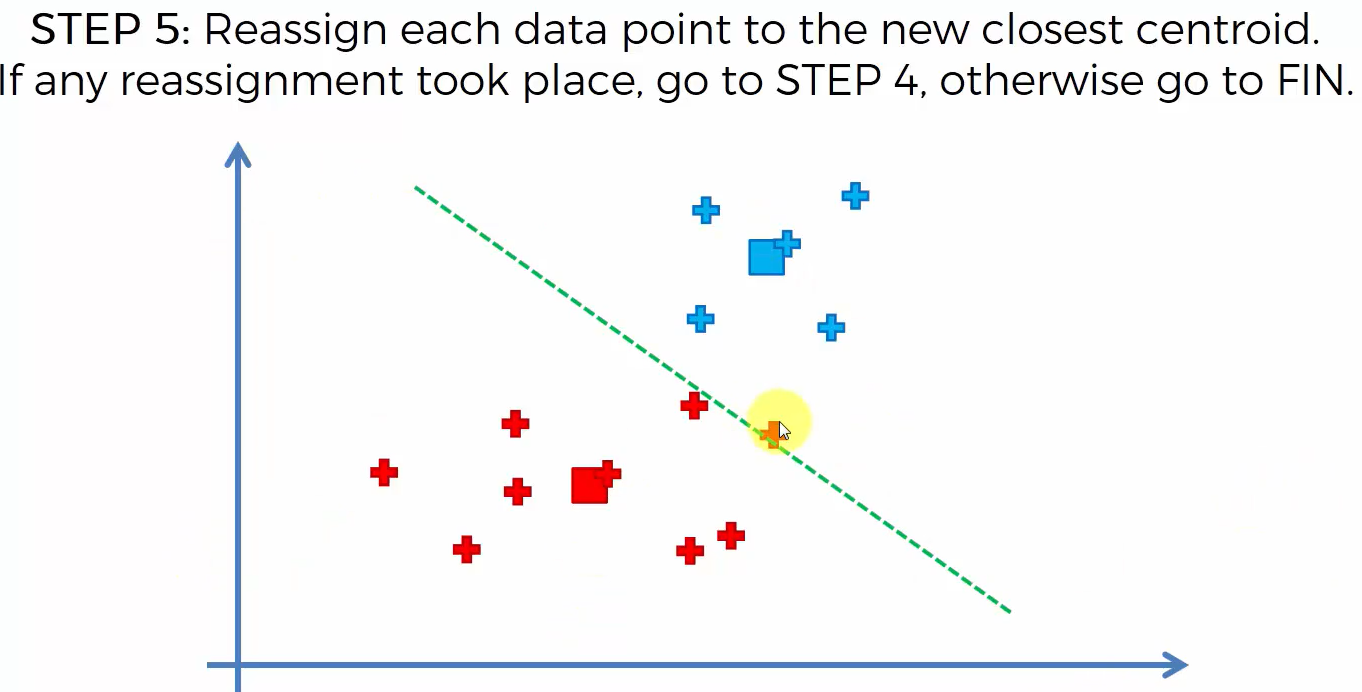 STEP 5: Reassign each data point to the new closest centroid.
If any reassignment took place, go to STEP 4, otherwise go to FIN.